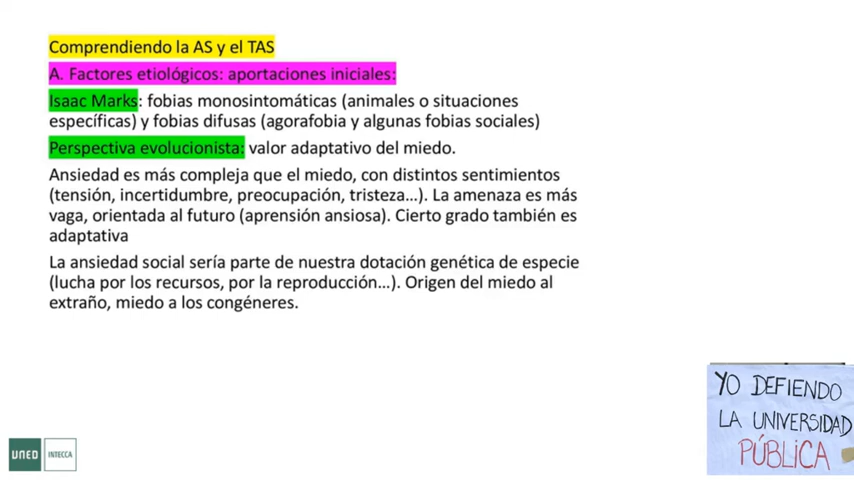 Comprendiendo la AS y el TAS
A. Factores etiológicos: aportaciones iniciales:
Isaac Marks: fobias monosintomáticas (animales o situaciones
específicas) y fobias difusas (agorafobia y algunas fobias sociales)
Perspectiva evolucionista: valor adaptativo del miedo.
Ansiedad es más compleja que el miedo, con distintos sentimientos
(tensión, incertidumbre, preocupación, tristeza...). La amenaza es más
vaga, orientada al futuro (aprensión ansiosa). Cierto grado también es
adaptativa
La ansiedad social sería parte de nuestra dotación genética de especie
(lucha por los recursos, por la reproducción...). Origen del miedo al
extraño, miedo a los congéneres.
YO DEFIENDO
LA UNIVERSIDAD
PÚBLICA
UNED INTECCA